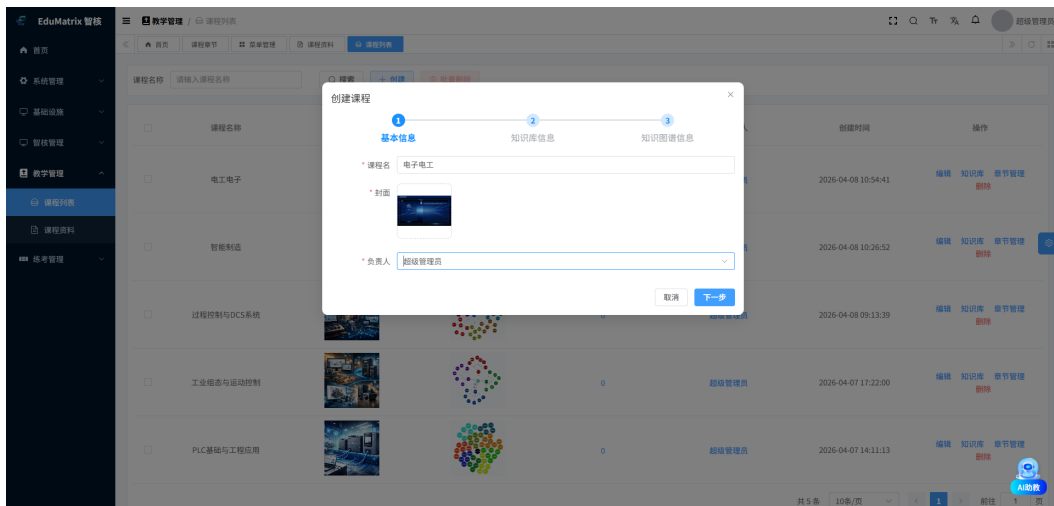 EduMatrix 智核
教学管理 / 课程列表
超级管理员
首页 课程章节 菜单管理 课程资料 课程列表
首页
系统管理
基础设施
智核管理
教学管理
课程列表
课程资料
练考管理
课程名称 请输入课程名称 搜索 创建 批量删除
创建课程
1 2 3
基本信息 知识库信息 知识图谱信息
* 课程名 电子电工
* 封面
* 负责人 超级管理员
取消 下一步
课程名称 创建时间 操作
电工电子 2026-04-08 10:54:41 编辑 知识库 章节管理
删除
智能制造 2026-04-08 10:26:52 编辑 知识库 章节管理
删除
过程控制与DCS系统 0 超级管理员 2026-04-08 09:13:39 编辑 知识库 章节管理
删除
工业组态与运动控制 0 超级管理员 2026-04-07 17:22:00 编辑 知识库 章节管理
删除
PLC基础与工程应用 0 超级管理员 2026-04-07 14:11:13 编辑 知识库 章节管理
删除
AI助教
共 5 条 10条/页 1 前往 1 页